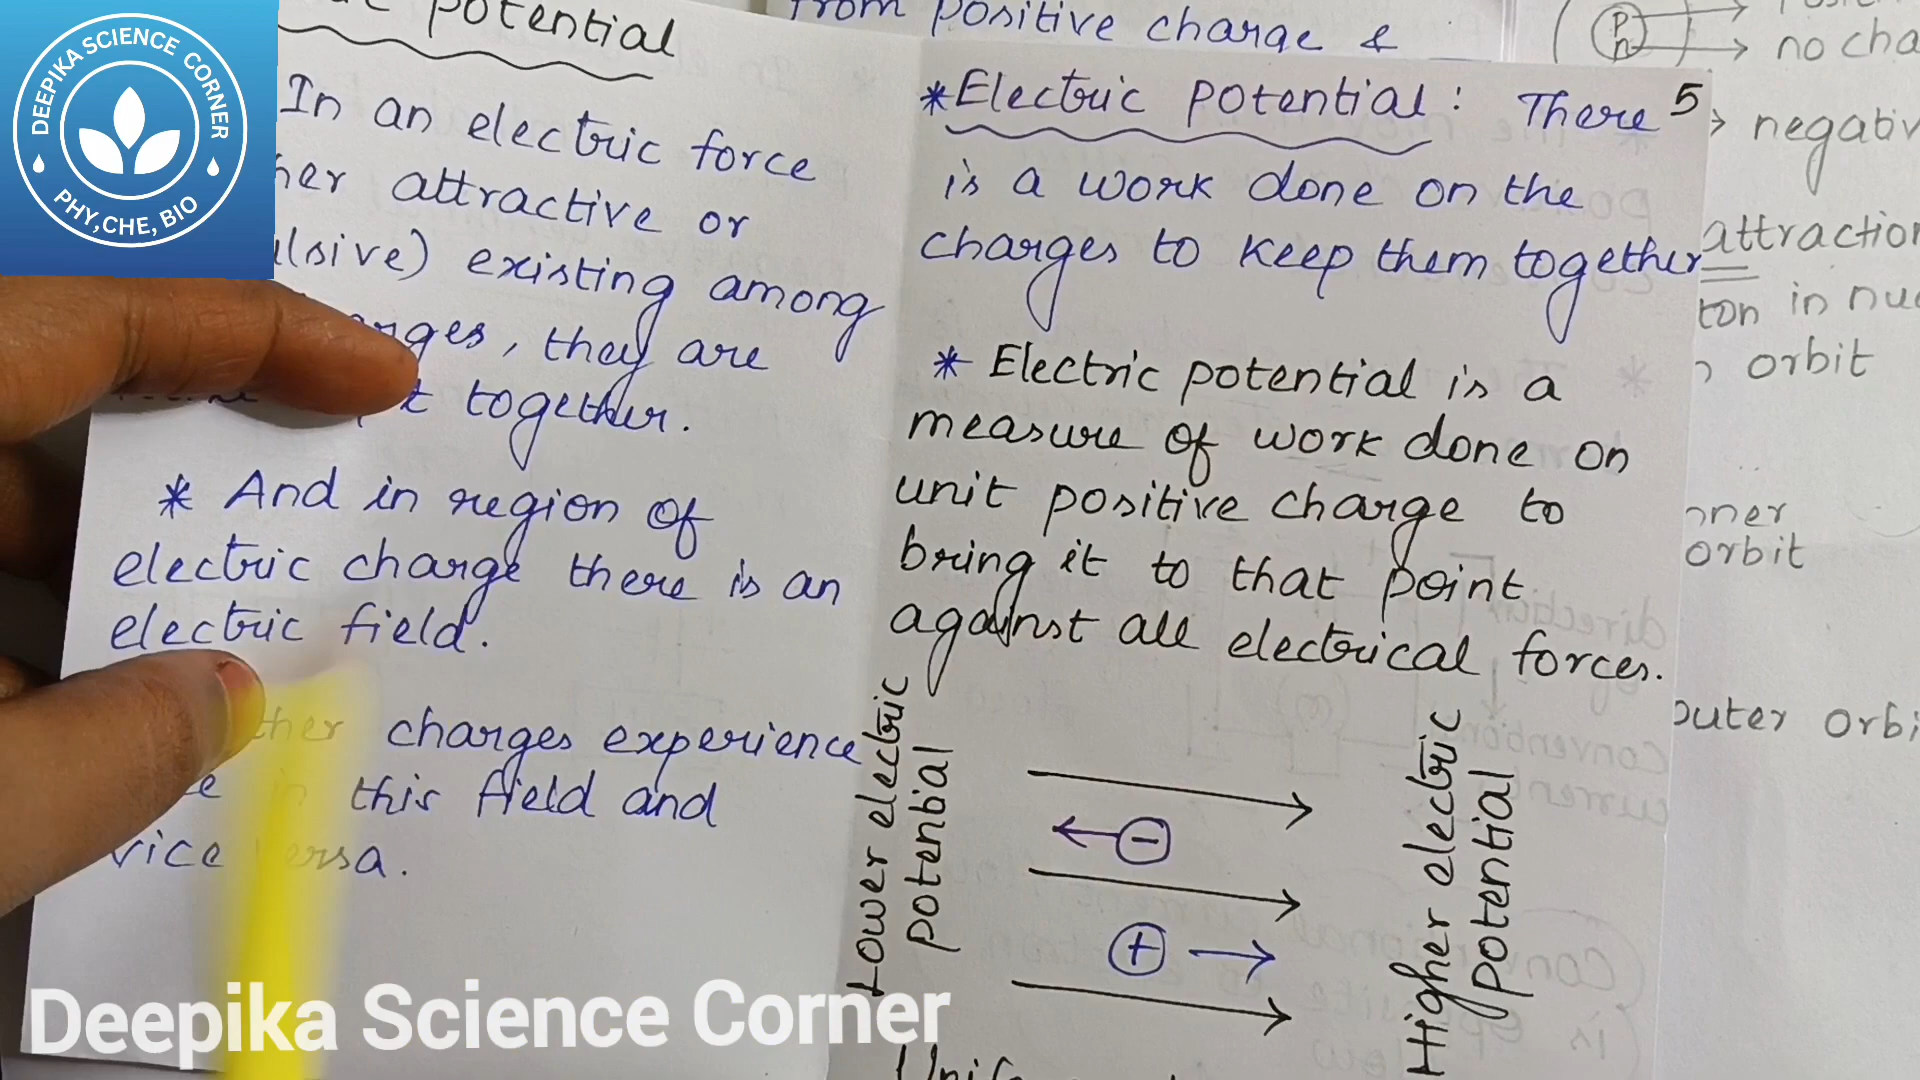 DEEPIKA SCIENCE CORNER
PHY, CHE, BIO
potential
In an electric force
attractive or
existing among
they are
together.
* And in region of
electric charge there is an
electric field.
charges experience
this field and
vice versa.
from positive charge &
*Electric potential: There 5
is a work done on the
charges to keep them together
* Electric potential is a
measure of work done on
unit positive charge to
bring it to that point
against all electrical forces.
Lower electric
potential
−
+
Higher electric
potential
P
n
no cha
negativ
attraction
in nuc
orbit
orbit
outer orbi
Deepika Science Corner